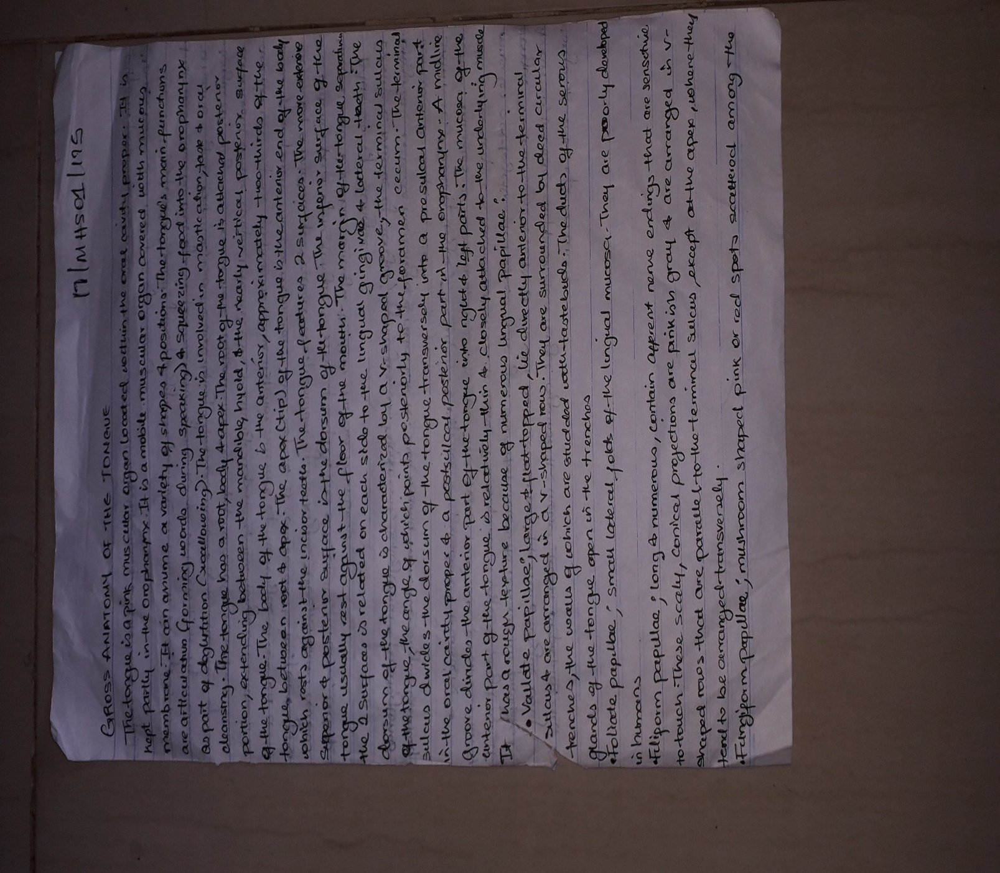 17/MHS01/175
GROSS ANATOMY OF THE TONGUE
The tongue is a pink muscular organ located within the oral cavity proper. It is
kept partly in the oropharynx. It is a mobile muscular organ covered with mucous
membrane. It can assume a variety of shapes & positions. The tongue's main functions
are articulation (forming words during speaking) & squeezing food into the oropharynx
as part of deglutition (swallowing). The tongue is involved in mastication, taste & oral
cleansing. The tongue has a root, body & apex. The root of the tongue is attached posterior
portion, extending between the mandible, hyoid, & the nearly vertical posterior surface
of the tongue. The body of the tongue is the anterior, approximately two-thirds of the
tongue between root & apex. The apex (tip) of the tongue is the anterior end of the body
which rests against the incisor teeth. The tongue features 2 surfaces. The more extensive
superior & posterior surface is the dorsum of the tongue. The inferior surface of the
tongue usually rest against the floor of the mouth. The margin of the tongue separating
the 2 surfaces is related on each side to the lingual gingivae & lateral teeth. The
dorsum of the tongue is characterized by a V-shaped groove, the terminal sulcus
of the tongue, the angle of which points posteriorly to the foramen cecum. The terminal
sulcus divides the dorsum of the tongue transversely into a presulcal anterior part
in the oral cavity proper & a postsulcal posterior part in the oropharynx. A midline
groove divides the anterior part of the tongue into right & left parts. The mucosa of the
anterior part of the tongue is relatively thin & closely attached to the underlying muscle
It has a rough texture because of numerous lingual papillae:
• Vallate papillae; large & flat topped, lie directly anterior to the terminal
sulcus & are arranged in a v-shaped row. They are surrounded by deed circular
trenches, the walls of which are studded with tastebuds. The ducts of the serous
glands of the tongue open in the trenches
• Foliate papillae; small lateral folds of the lingual mucosa. They are poorly developed
in humans
• Filiform papullae; long & numerous, contain afferent nerve endings that are sensitive
to touch. These scaly, conical projections are pinkish gray & are arranged in v-
shaped rows that are parallel to the terminal sulcus, except at the apex, where they
tend to be arranged transversely.
• Fungiform papillae; mushroom shaped pink or red spots scattered among the